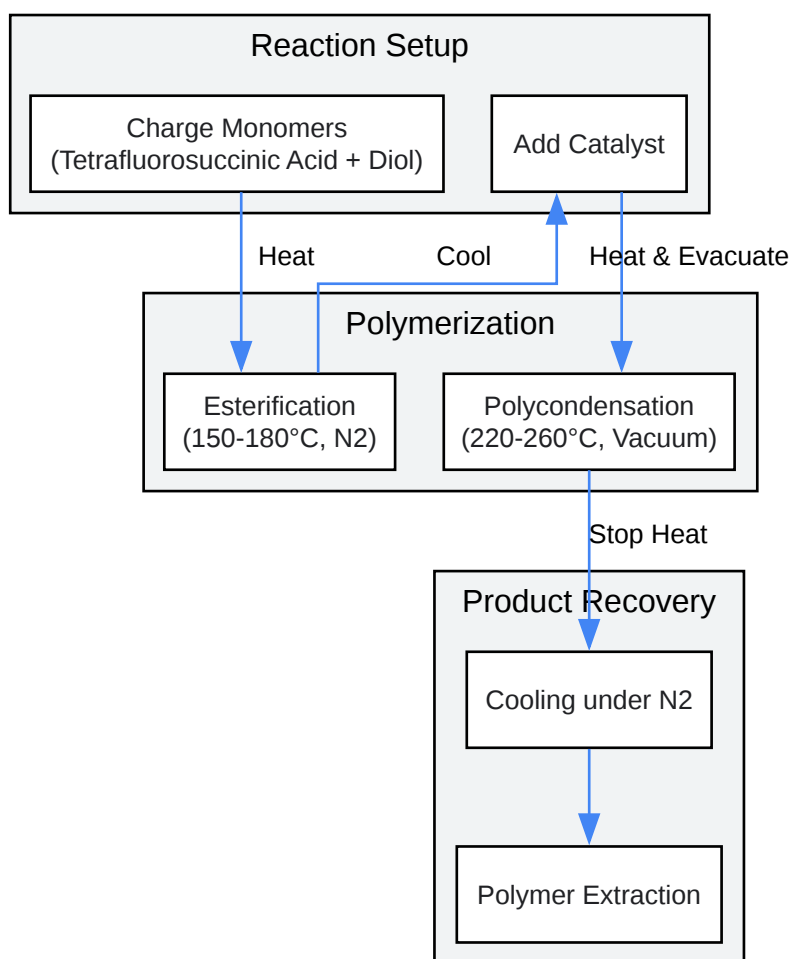 Reaction Setup
Charge Monomers
(Tetrafluorosuccinic Acid + Diol)
Add Catalyst
Heat
Cool
Heat & Evacuate
Polymerization
Esterification
(150-180°C, N2)
Polycondensation
(220-260°C, Vacuum)
Stop Heat
Product Recovery
Cooling under N2
Polymer Extraction